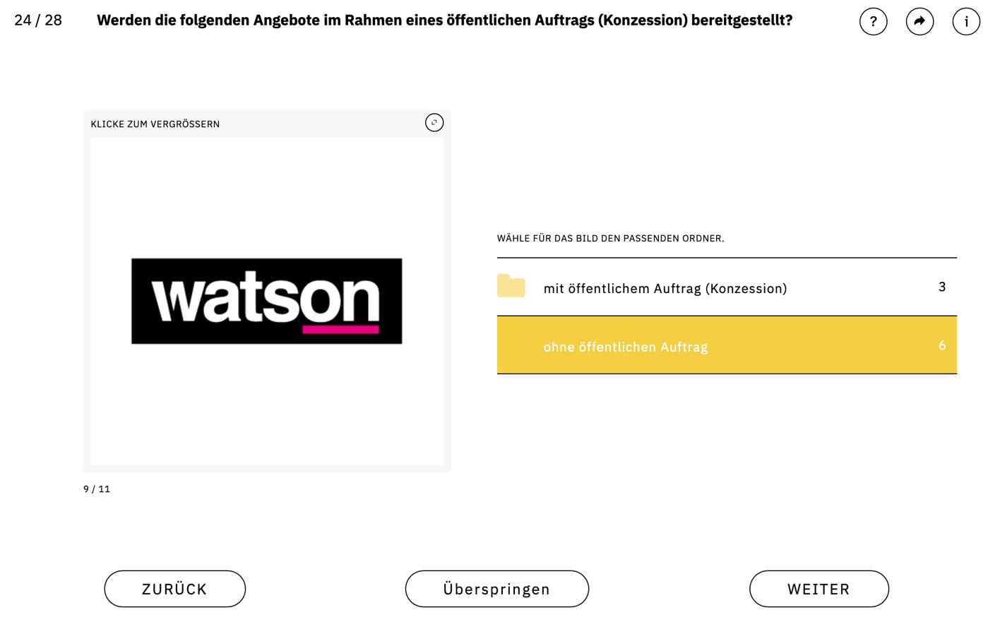 24 / 28
Werden die folgenden Angebote im Rahmen eines öffentlichen Auftrags (Konzession) bereitgestellt?
?
i
KLICKE ZUM VERGRÖSSERN
watson
9 / 11
WÄHLE FÜR DAS BILD DEN PASSENDEN ORDNER.
mit öffentlichem Auftrag (Konzession) 3
ohne öffentlichen Auftrag 6
ZURÜCK
Überspringen
WEITER